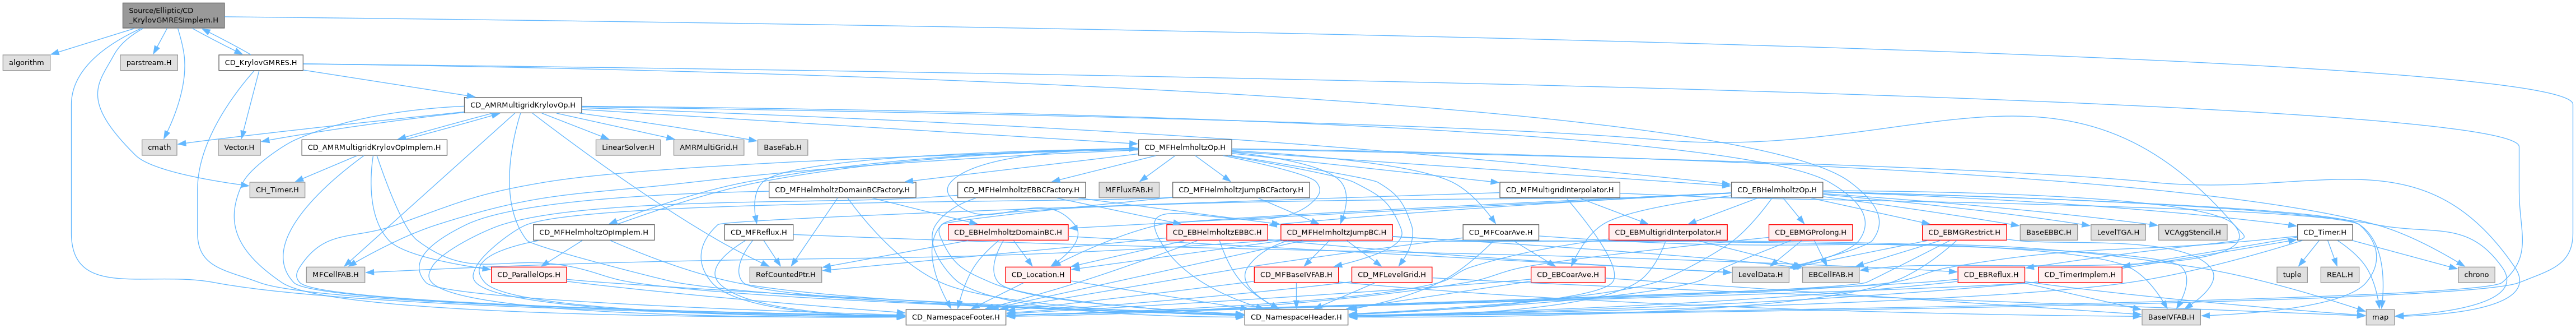 Source/Elliptic/CD
_KrylovGMRESImplem.H
algorithm
parstream.H
CD_KrylovGMRES.H
CD_AMRMultigridKrylovOp.H
cmath
Vector.H
CD_AMRMultigridKrylovOpImplem.H
LinearSolver.H
AMRMultiGrid.H
BaseFab.H
CD_MFHelmholtzOp.H
CH_Timer.H
CD_MFHelmholtzDomainBCFactory.H
CD_MFHelmholtzEBBCFactory.H
MFFluxFAB.H
CD_MFHelmholtzJumpBCFactory.H
CD_MFMultigridInterpolator.H
CD_EBHelmholtzOp.H
CD_MFHelmholtzOpImplem.H
CD_MFReflux.H
CD_EBHelmholtzDomainBC.H
CD_EBHelmholtzEBBC.H
CD_MFHelmholtzJumpBC.H
CD_MFCoarAve.H
CD_EBMultigridInterpolator.H
CD_EBMGProlong.H
CD_EBMGRestrict.H
BaseEBBC.H
LevelTGA.H
VCAggStencil.H
CD_Timer.H
MFCellFAB.H
CD_ParallelOps.H
RefCountedPtr.H
CD_Location.H
CD_MFBaseIVFAB.H
CD_MFLevelGrid.H
CD_EBCoarAve.H
LevelData.H
EBCellFAB.H
CD_EBReflux.H
CD_TimerImplem.H
tuple
REAL.H
chrono
CD_NamespaceFooter.H
CD_NamespaceHeader.H
BaseIVFAB.H
map